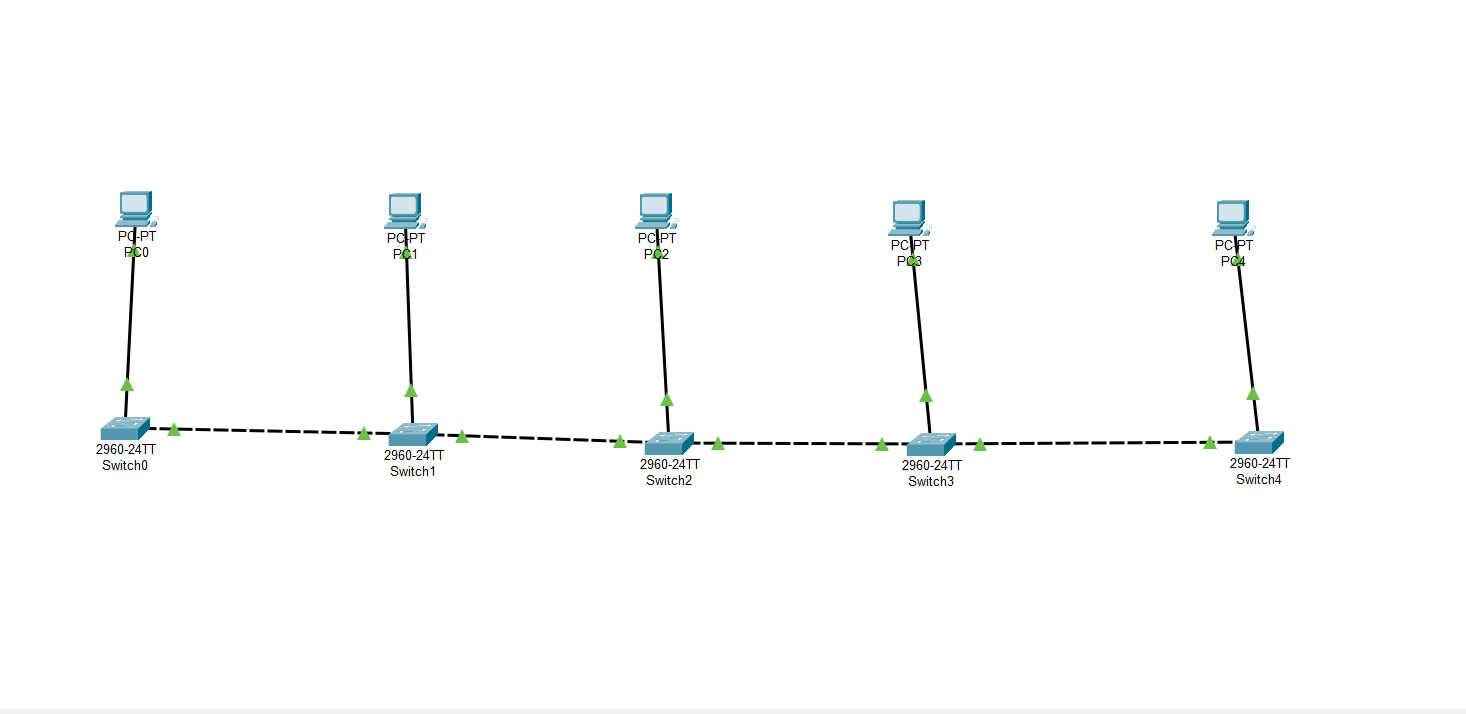 PC-PT
PC0
PC-PT
PC1
PC-PT
PC2
PC-PT
PC3
PC-PT
PC4
2960-24TT
Switch0
2960-24TT
Switch1
2960-24TT
Switch2
2960-24TT
Switch3
2960-24TT
Switch4